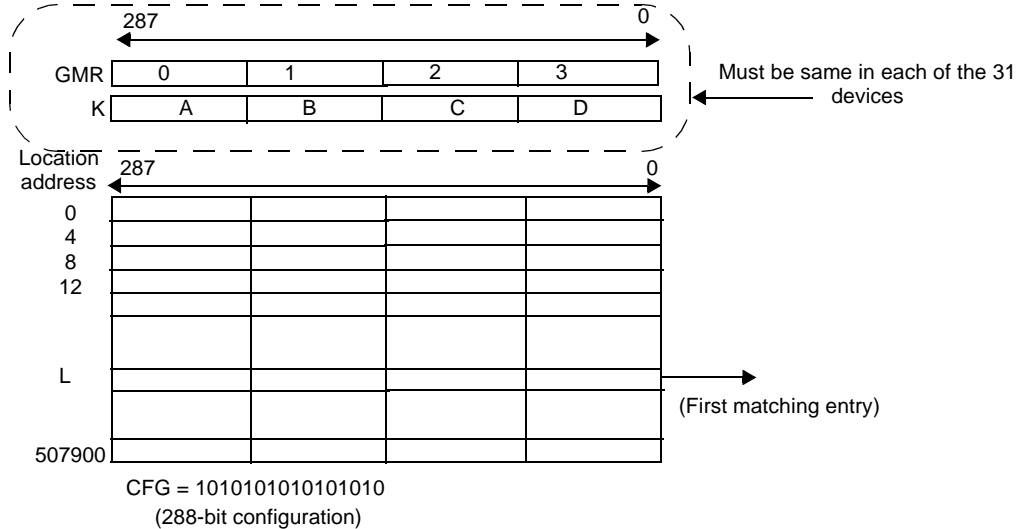 287 0
GMR 0 1 2 3
K A B C D
Must be same in each of the 31
devices
Location
address
287 0
0
4
8
12
L
(First matching entry)
507900
CFG = 1010101010101010
(288-bit configuration)